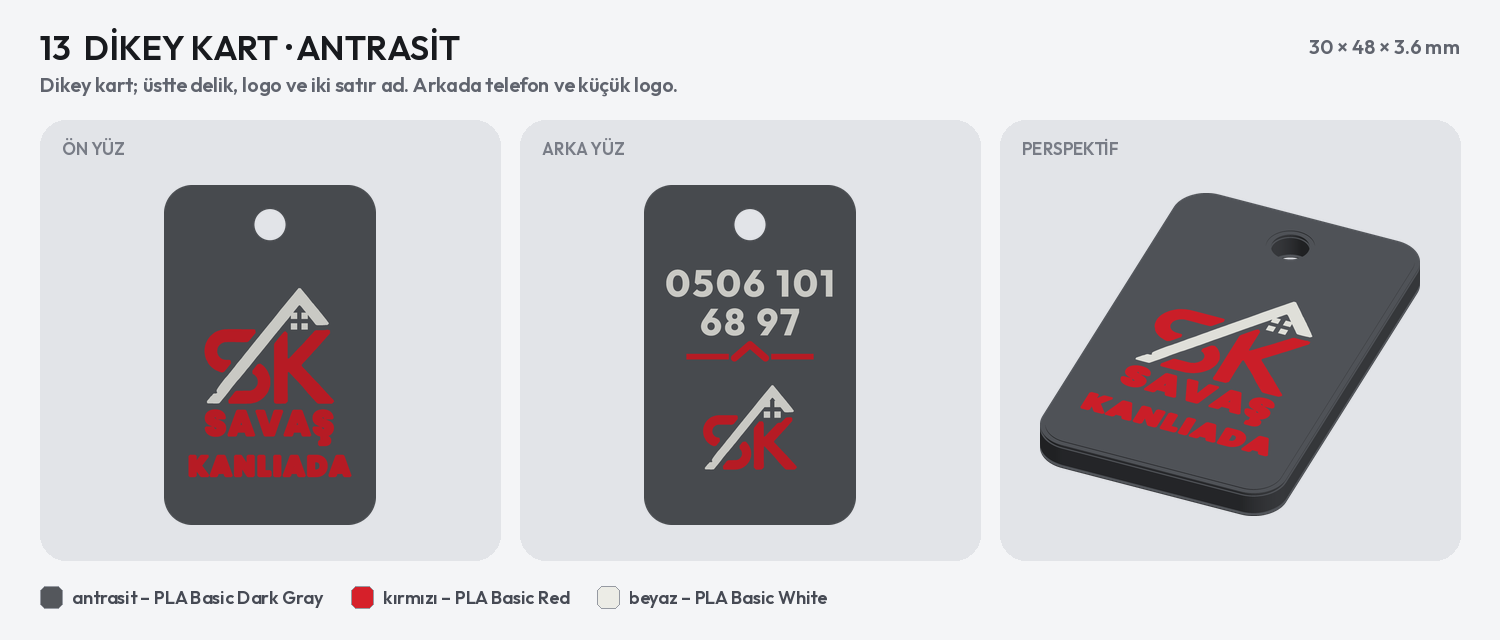 13 DİKEY KART · ANTRASİT
30 × 48 × 3.6 mm
Dikey kart; üstte delik, logo ve iki satır ad. Arkada telefon ve küçük logo.
ÖN YÜZ
SK
SAVAŞ
KANLIADA
ARKA YÜZ
0506 101
68 97
SK
PERSPEKTİF
SK
SAVAŞ
KANLIADA
antrasit – PLA Basic Dark Gray
kırmızı – PLA Basic Red
beyaz – PLA Basic White